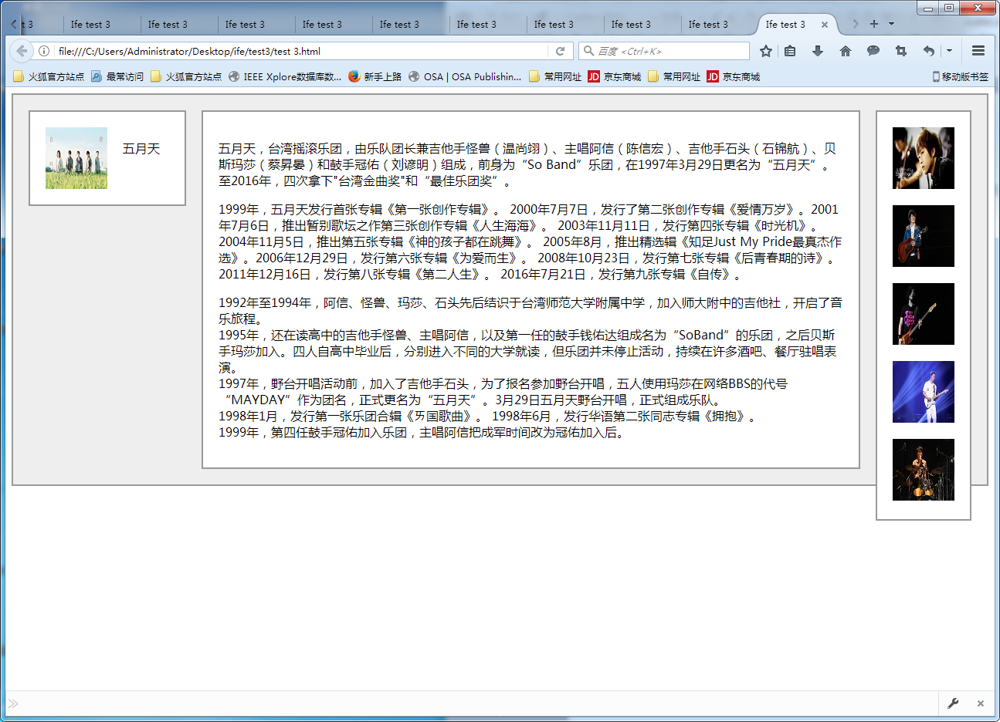 t 3
Ife test 3
Ife test 3
Ife test 3
Ife test 3
Ife test 3
Ife test 3
Ife test 3
Ife test 3
Ife test 3
Ife test 3
file:///C:/Users/Administrator/Desktop/ife/test3/test 3.html
百度 <Ctrl+K>
火狐官方站点
最常访问
火狐官方站点
IEEE Xplore数据库数...
新手上路
OSA | OSA Publishin...
常用网址
JD 京东商城
常用网址
JD 京东商城
移动版书签
五月天
五月天，台湾摇滚乐团，由乐队团长兼吉他手怪兽（温尚翊）、主唱阿信（陈信宏）、吉他手石头（石锦航）、贝
斯玛莎（蔡昇晏）和鼓手冠佑（刘谚明）组成，前身为“So Band”乐团，在1997年3月29日更名为“五月天”。
至2016年，四次拿下"台湾金曲奖"和“最佳乐团奖”。
1999年，五月天发行首张专辑《第一张创作专辑》。 2000年7月7日，发行了第二张创作专辑《爱情万岁》。2001
年7月6日，推出暂别歌坛之作第三张创作专辑《人生海海》。 2003年11月11日，发行第四张专辑《时光机》。
2004年11月5日，推出第五张专辑《神的孩子都在跳舞》。 2005年8月，推出精选辑《知足Just My Pride最真杰作
选》。2006年12月29日，发行第六张专辑《为爱而生》。 2008年10月23日，发行第七张专辑《后青春期的诗》。
2011年12月16日，发行第八张专辑《第二人生》。 2016年7月21日，发行第九张专辑《自传》。
1992年至1994年，阿信、怪兽、玛莎、石头先后结识于台湾师范大学附属中学，加入师大附中的吉他社，开启了音
乐旅程。
1995年，还在读高中的吉他手怪兽、主唱阿信，以及第一任的鼓手钱佑达组成名为“SoBand”的乐团，之后贝斯
手玛莎加入。四人自高中毕业后，分别进入不同的大学就读，但乐团并未停止活动，持续在许多酒吧、餐厅驻唱表
演。
1997年，野台开唱活动前，加入了吉他手石头，为了报名参加野台开唱，五人使用玛莎在网络BBS的代号
“MAYDAY”作为团名，正式更名为“五月天”。3月29日五月天野台开唱，正式组成乐队。
1998年1月，发行第一张乐团合辑《ㄞ国歌曲》。 1998年6月，发行华语第二张同志专辑《拥抱》。
1999年，第四任鼓手冠佑加入乐团，主唱阿信把成军时间改为冠佑加入后。